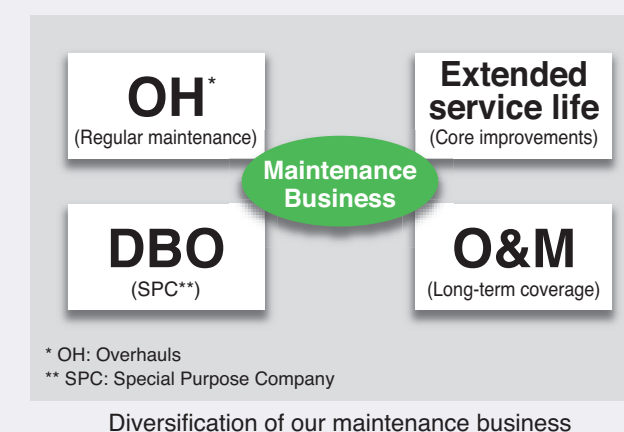 OH*
(Regular maintenance)
Extended
service life
(Core improvements)
Maintenance
Business
DBO
(SPC**)
O&M
(Long-term coverage)
* OH: Overhauls
** SPC: Special Purpose Company
Diversification of our maintenance business